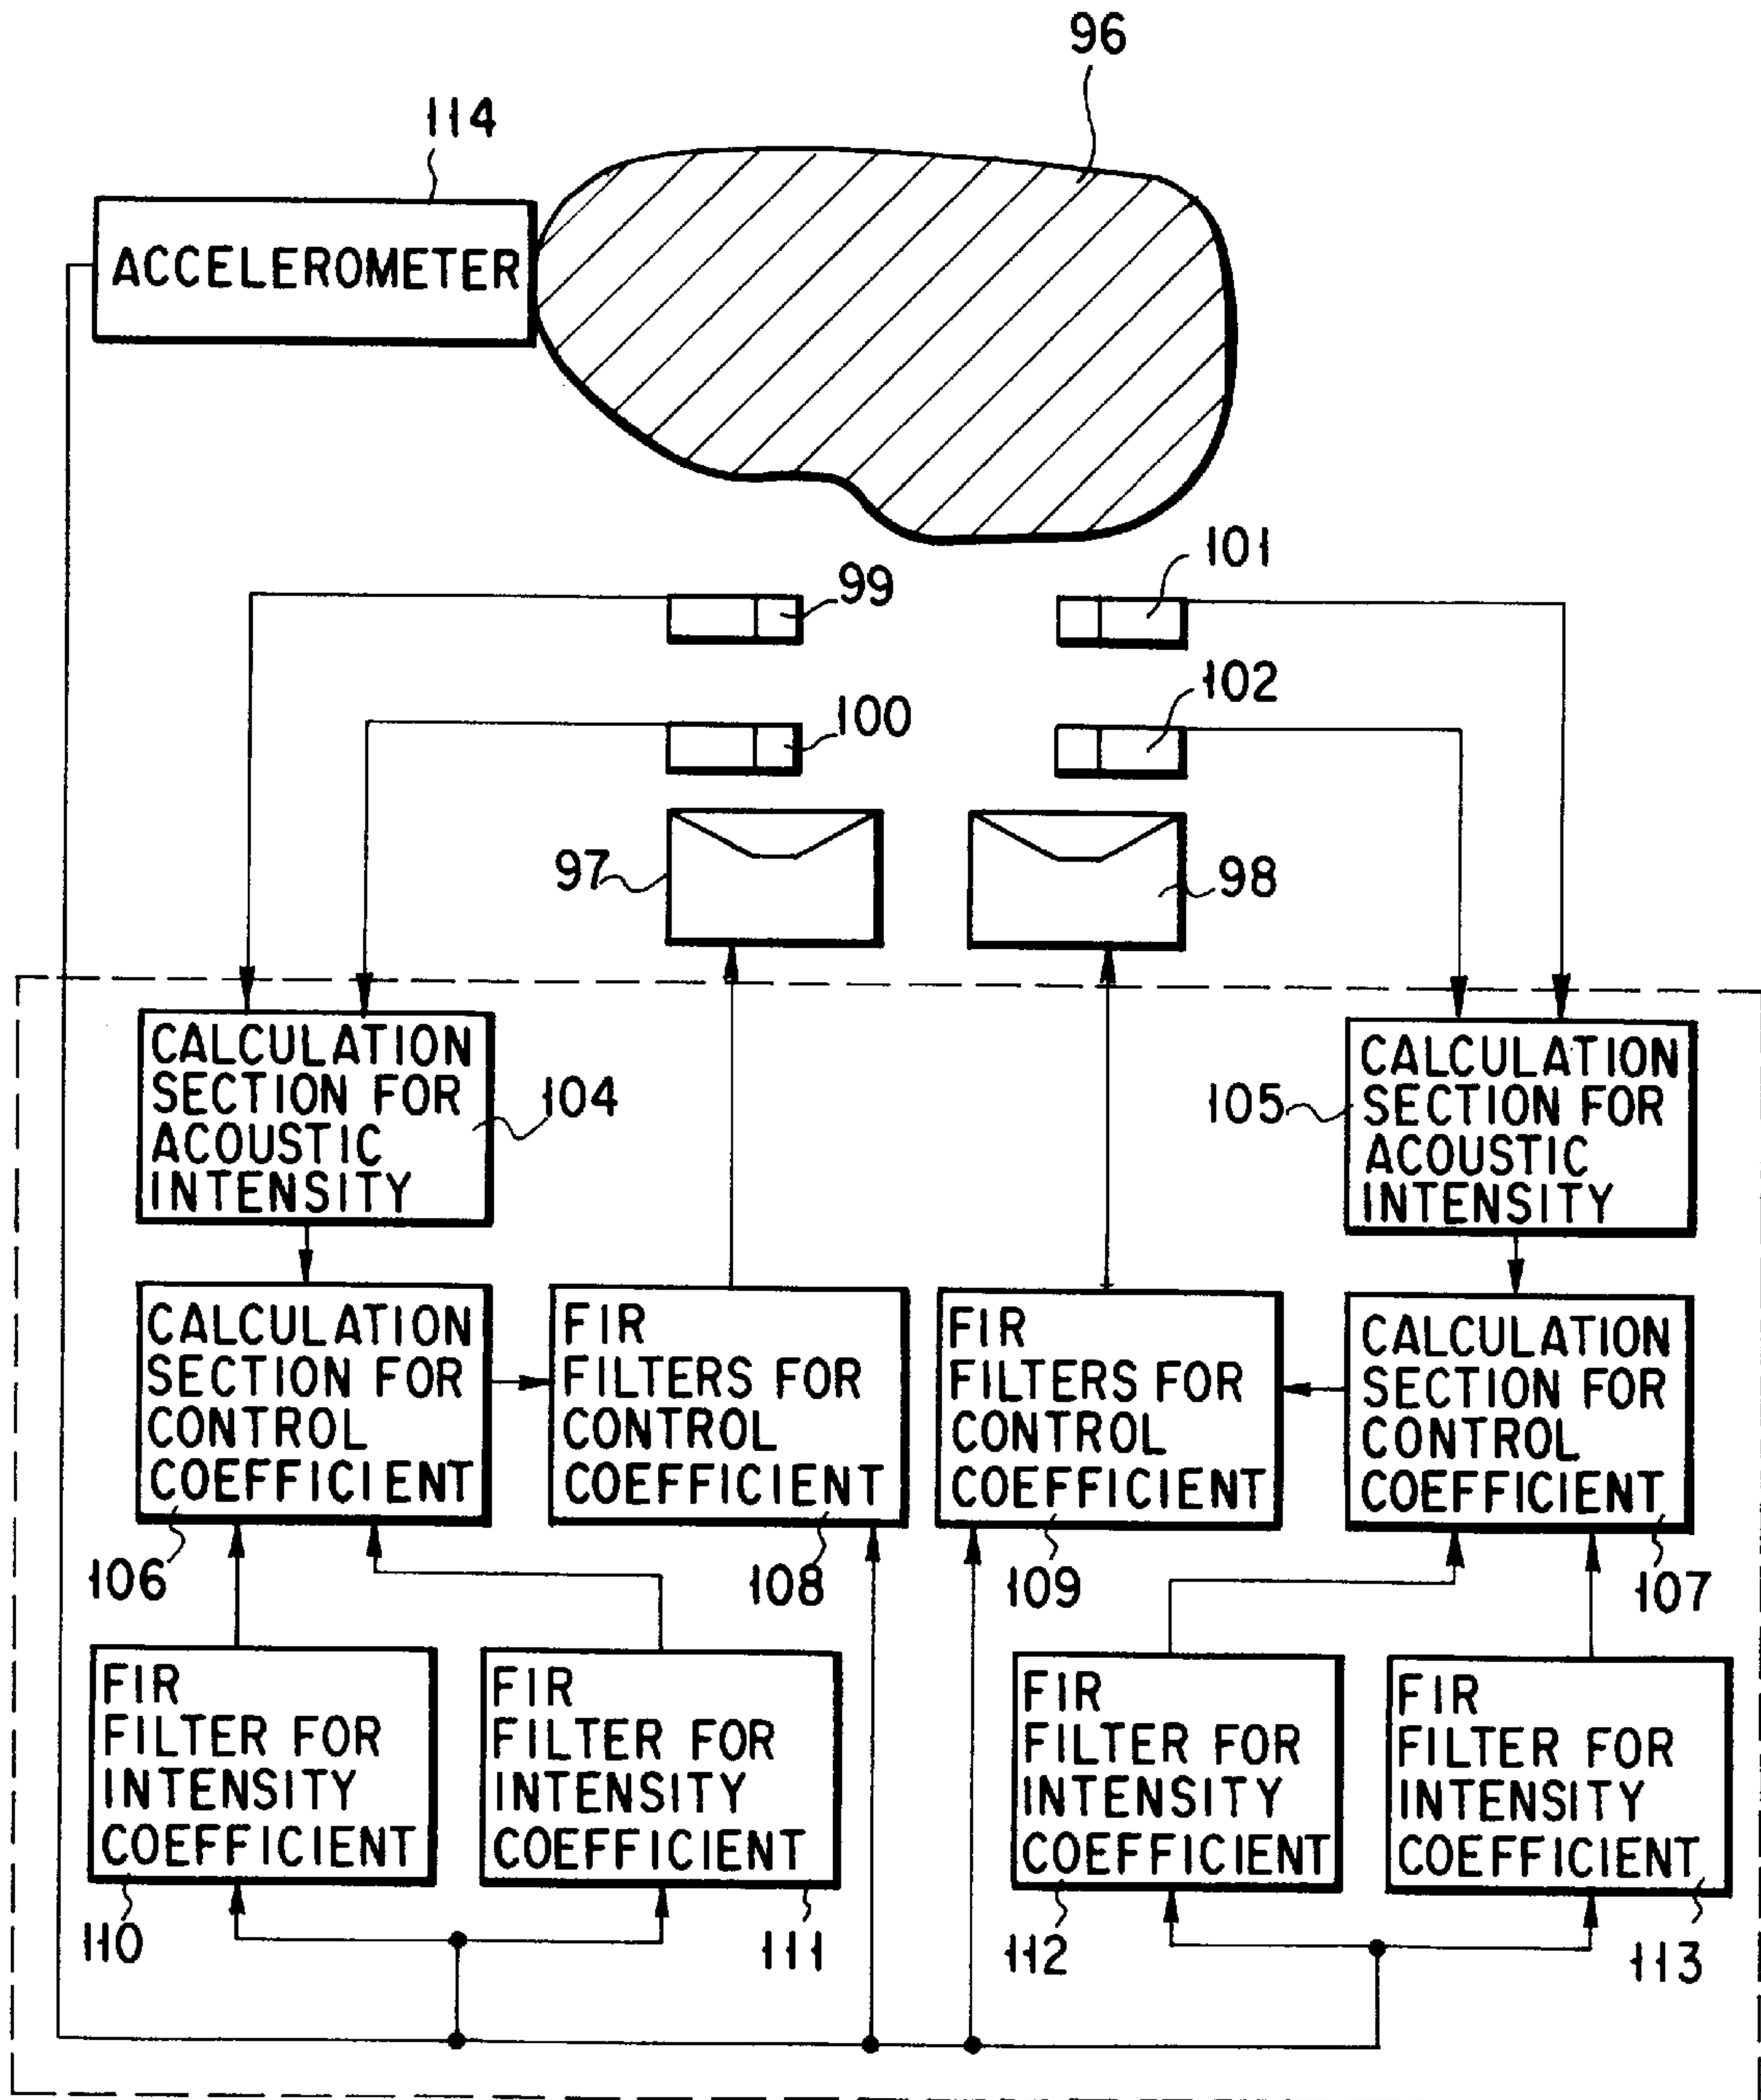 96
114
ACCELEROMETER
101
99
102
100
97
98
CALCULATION
SECTION FOR
ACOUSTIC
INTENSITY
104
105
CALCULATION
SECTION FOR
ACOUSTIC
INTENSITY
CALCULATION
SECTION FOR
CONTROL
COEFFICIENT
FIR
FILTERS FOR
CONTROL
COEFFICIENT
FIR
FILTERS FOR
CONTROL
COEFFICIENT
CALCULATION
SECTION FOR
CONTROL
COEFFICIENT
106
108
109
107
FIR
FILTER FOR
INTENSITY
COEFFICIENT
FIR
FILTER FOR
INTENSITY
COEFFICIENT
FIR
FILTER FOR
INTENSITY
COEFFICIENT
FIR
FILTER FOR
INTENSITY
COEFFICIENT
110
111
112
113